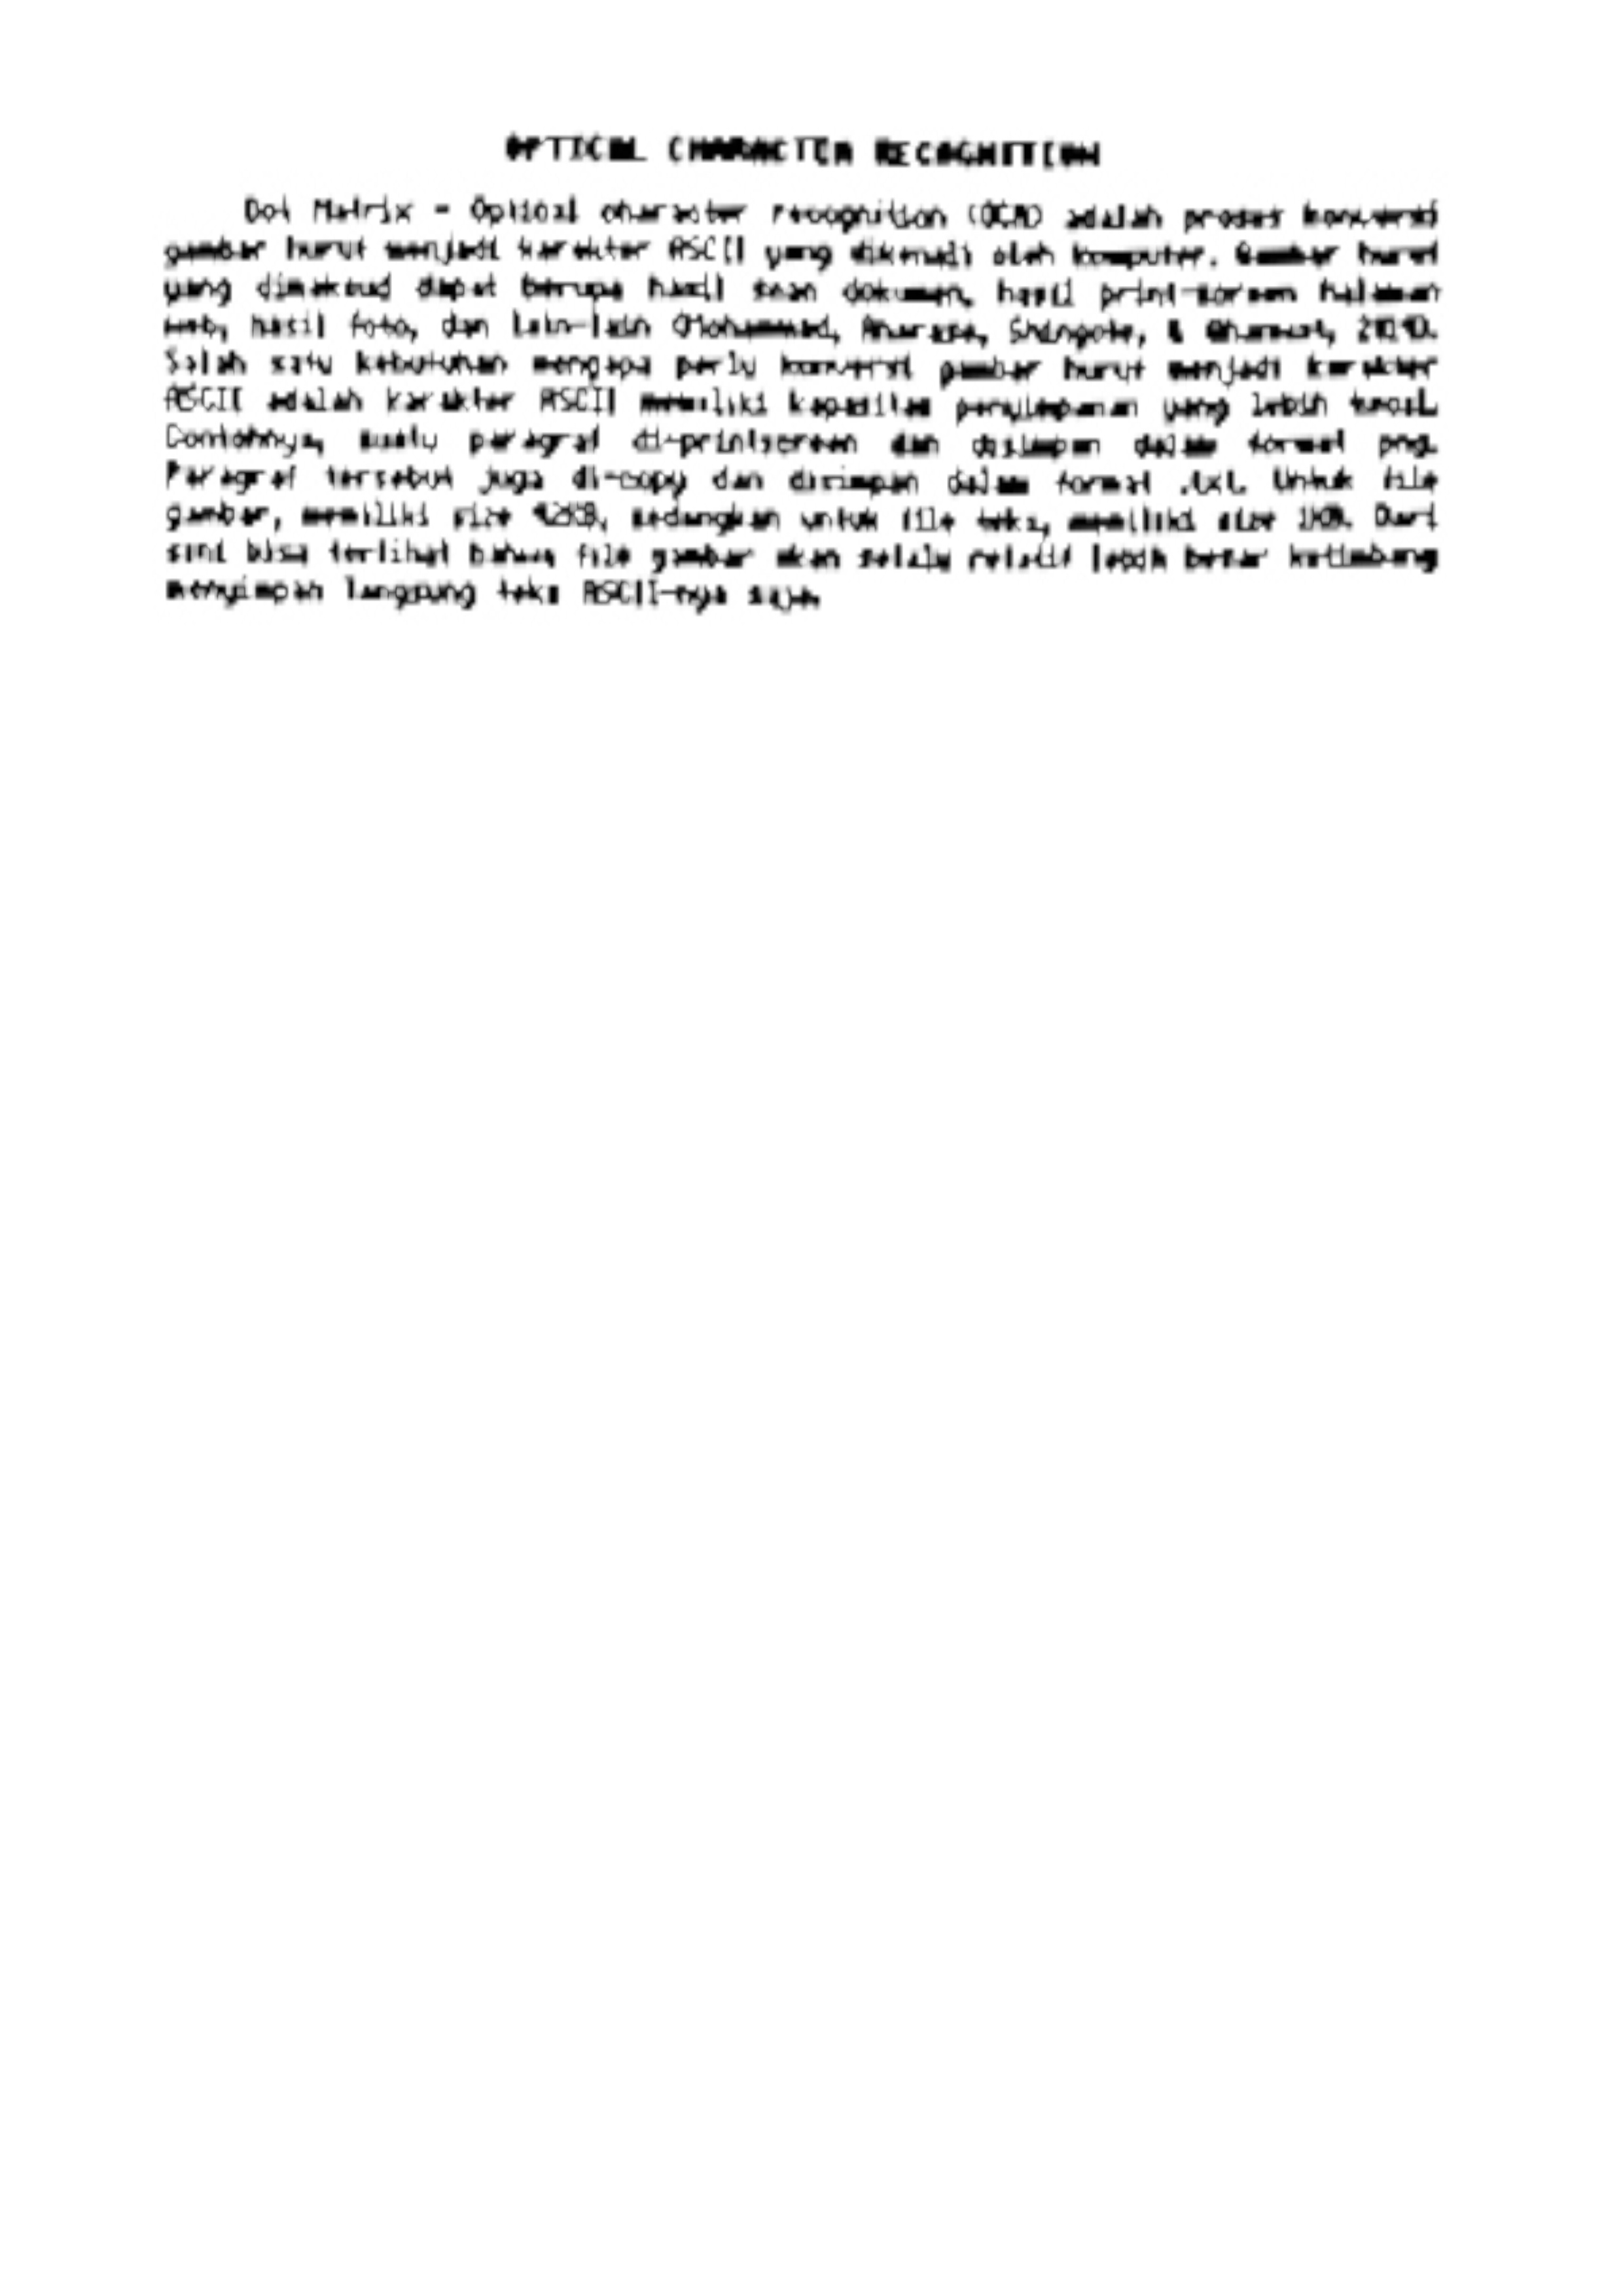 OPTICAL CHARACTER RECOGNITION
Dot Matrix - Optical character recognition (OCR) adalah proses konversi
gambar huruf menjadi karakter ASCII yang dikenali oleh komputer. Gambar huruf
yang dimaksud dapat berupa hasil scan dokumen, hasil print-screen halaman
web, hasil foto, dan lain-lain (Mohammad, Shingote, &
Salah satu kebutuhan mengapa perlu konversi gambar huruf menjadi karakter
ASCII adalah karakter ASCII memiliki kapasitas penyimpanan yang lebih kecil.
Contohnya, suatu paragraf di-printscreen dan disimpan dalam format png.
Paragraf tersebut juga di-copy dan disimpan dalam format .txt. Untuk file
gambar, memiliki size sedangkan untuk file teks, memiliki size 1KB. Dari
sini bisa terlihat bahwa file gambar akan selalu relatif lebih besar ketimbang
menyimpan langsung teks ASCII-nya saja.